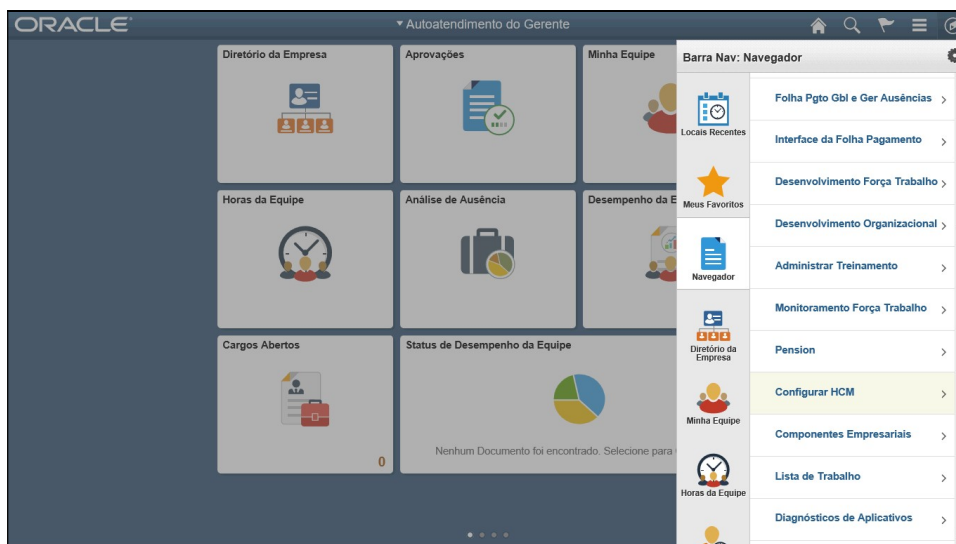 ORACLE
Autoatendimento do Gerente
Diretório da Empresa
Aprovações
Minha Equipe
Horas da Equipe
Análise de Ausência
Desempenho da E
Cargos Abertos
0
Status de Desempenho da Equipe
Nenhum Documento foi encontrado. Selecione para
Barra Nav: Navegador
Locais Recentes
Meus Favoritos
Navegador
Diretório da
Empresa
Minha Equipe
Horas da Equipe
Folha Pgto Gbl e Ger Ausências
Interface da Folha Pagamento
Desenvolvimento Força Trabalho
Desenvolvimento Organizacional
Administrar Treinamento
Monitoramento Força Trabalho
Pension
Configurar HCM
Componentes Empresariais
Lista de Trabalho
Diagnósticos de Aplicativos